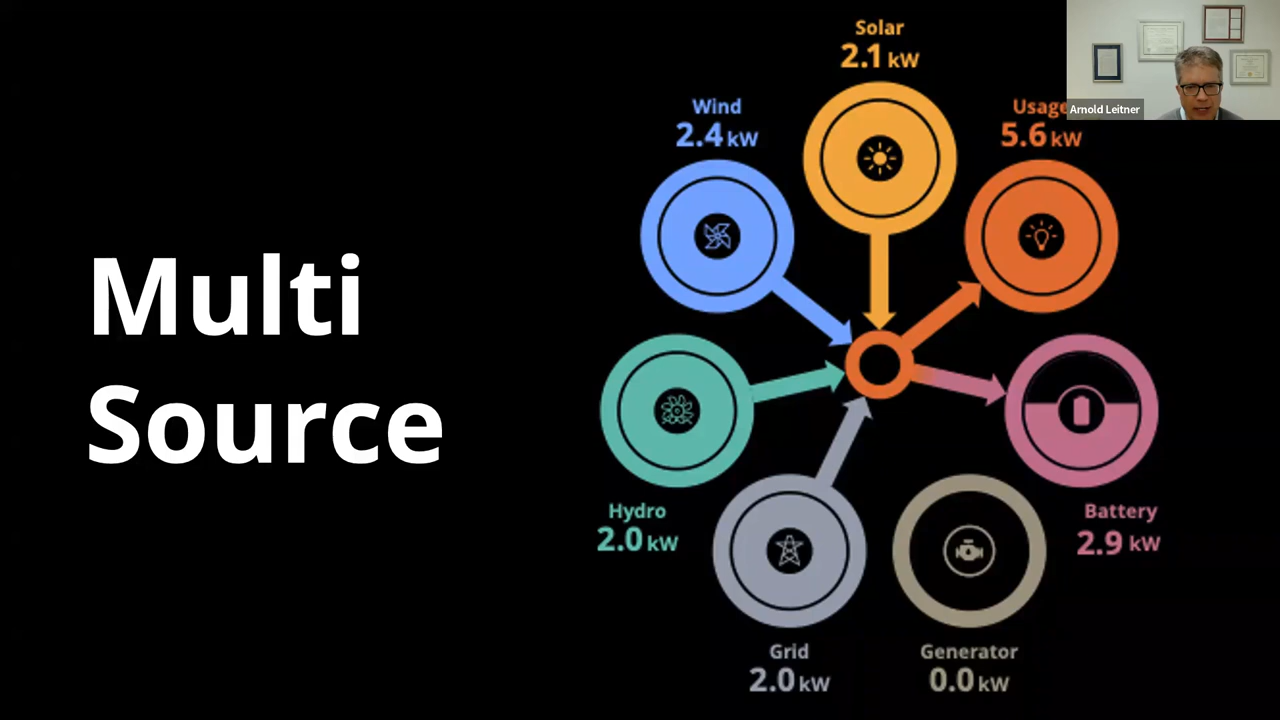 Multi
Source
Solar
2.1 kW
Wind
2.4 kW
Usage
5.6 kW
Arnold Leitner
Hydro
2.0 kW
Battery
2.9 kW
Grid
2.0 kW
Generator
0.0 kW